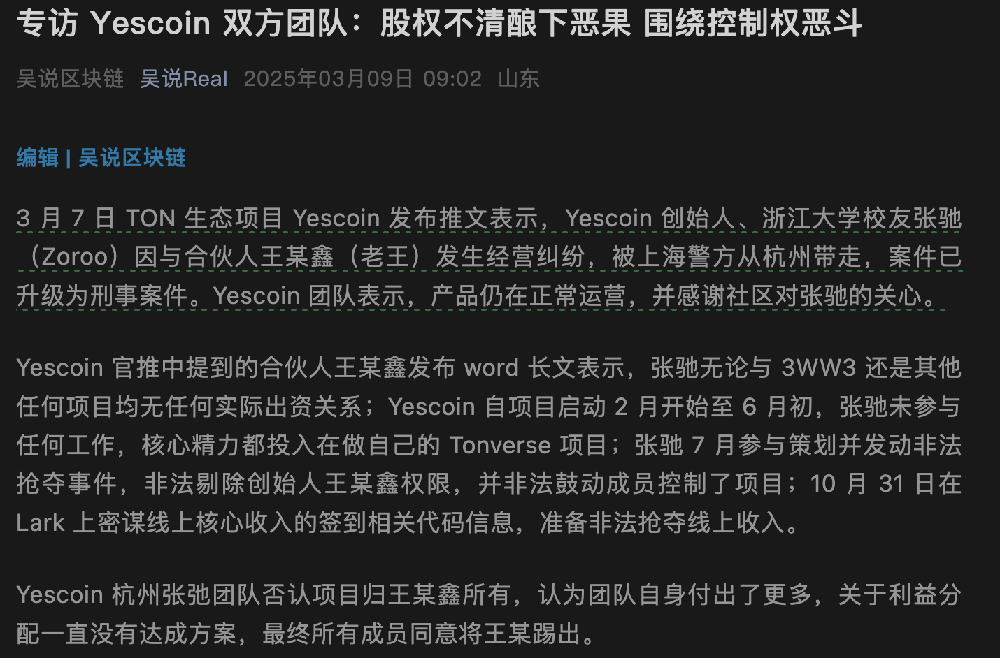 专访 Yescoin 双方团队：股权不清酿下恶果 围绕控制权恶斗
吴说区块链 吴说Real 2025年03月09日 09:02 山东
编辑 | 吴说区块链
3 月 7 日 TON 生态项目 Yescoin 发布推文表示，Yescoin 创始人、浙江大学校友张驰
（Zoroo）因与合伙人王某鑫（老王）发生经营纠纷，被上海警方从杭州带走，案件已
升级为刑事案件。Yescoin 团队表示，产品仍在正常运营，并感谢社区对张驰的关心。
Yescoin 官推中提到的合伙人王某鑫发布 word 长文表示，张驰无论与 3WW3 还是其他
任何项目均无任何实际出资关系；Yescoin 自项目启动 2 月开始至 6 月初，张驰未参与
任何工作，核心精力都投入在做自己的 Tonverse 项目；张驰 7 月参与策划并发动非法
抢夺事件，非法剔除创始人王某鑫权限，并非法鼓动成员控制了项目；10 月 31 日在
Lark 上密谋线上核心收入的签到相关代码信息，准备非法抢夺线上收入。
Yescoin 杭州张弛团队否认项目归王某鑫所有，认为团队自身付出了更多，关于利益分
配一直没有达成方案，最终所有成员同意将王某踢出。